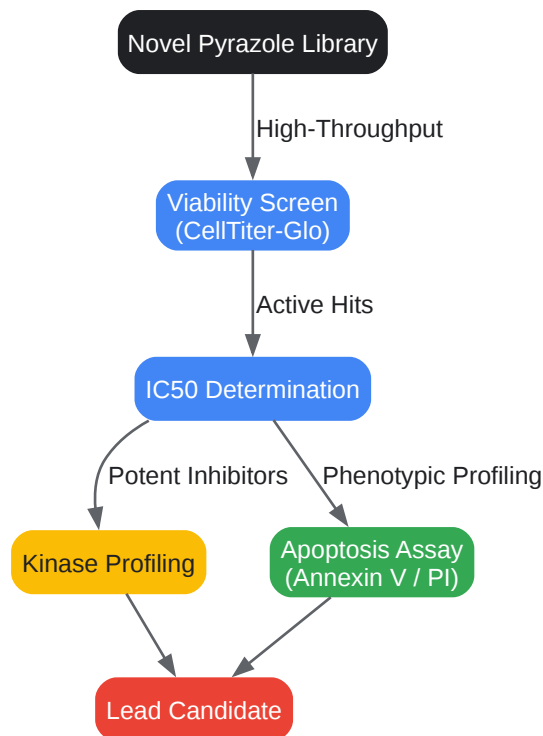 Novel Pyrazole Library
High-Throughput
Viability Screen
(CellTiter-Glo)
Active Hits
IC50 Determination
Potent Inhibitors
Phenotypic Profiling
Kinase Profiling
Apoptosis Assay
(Annexin V / PI)
Lead Candidate